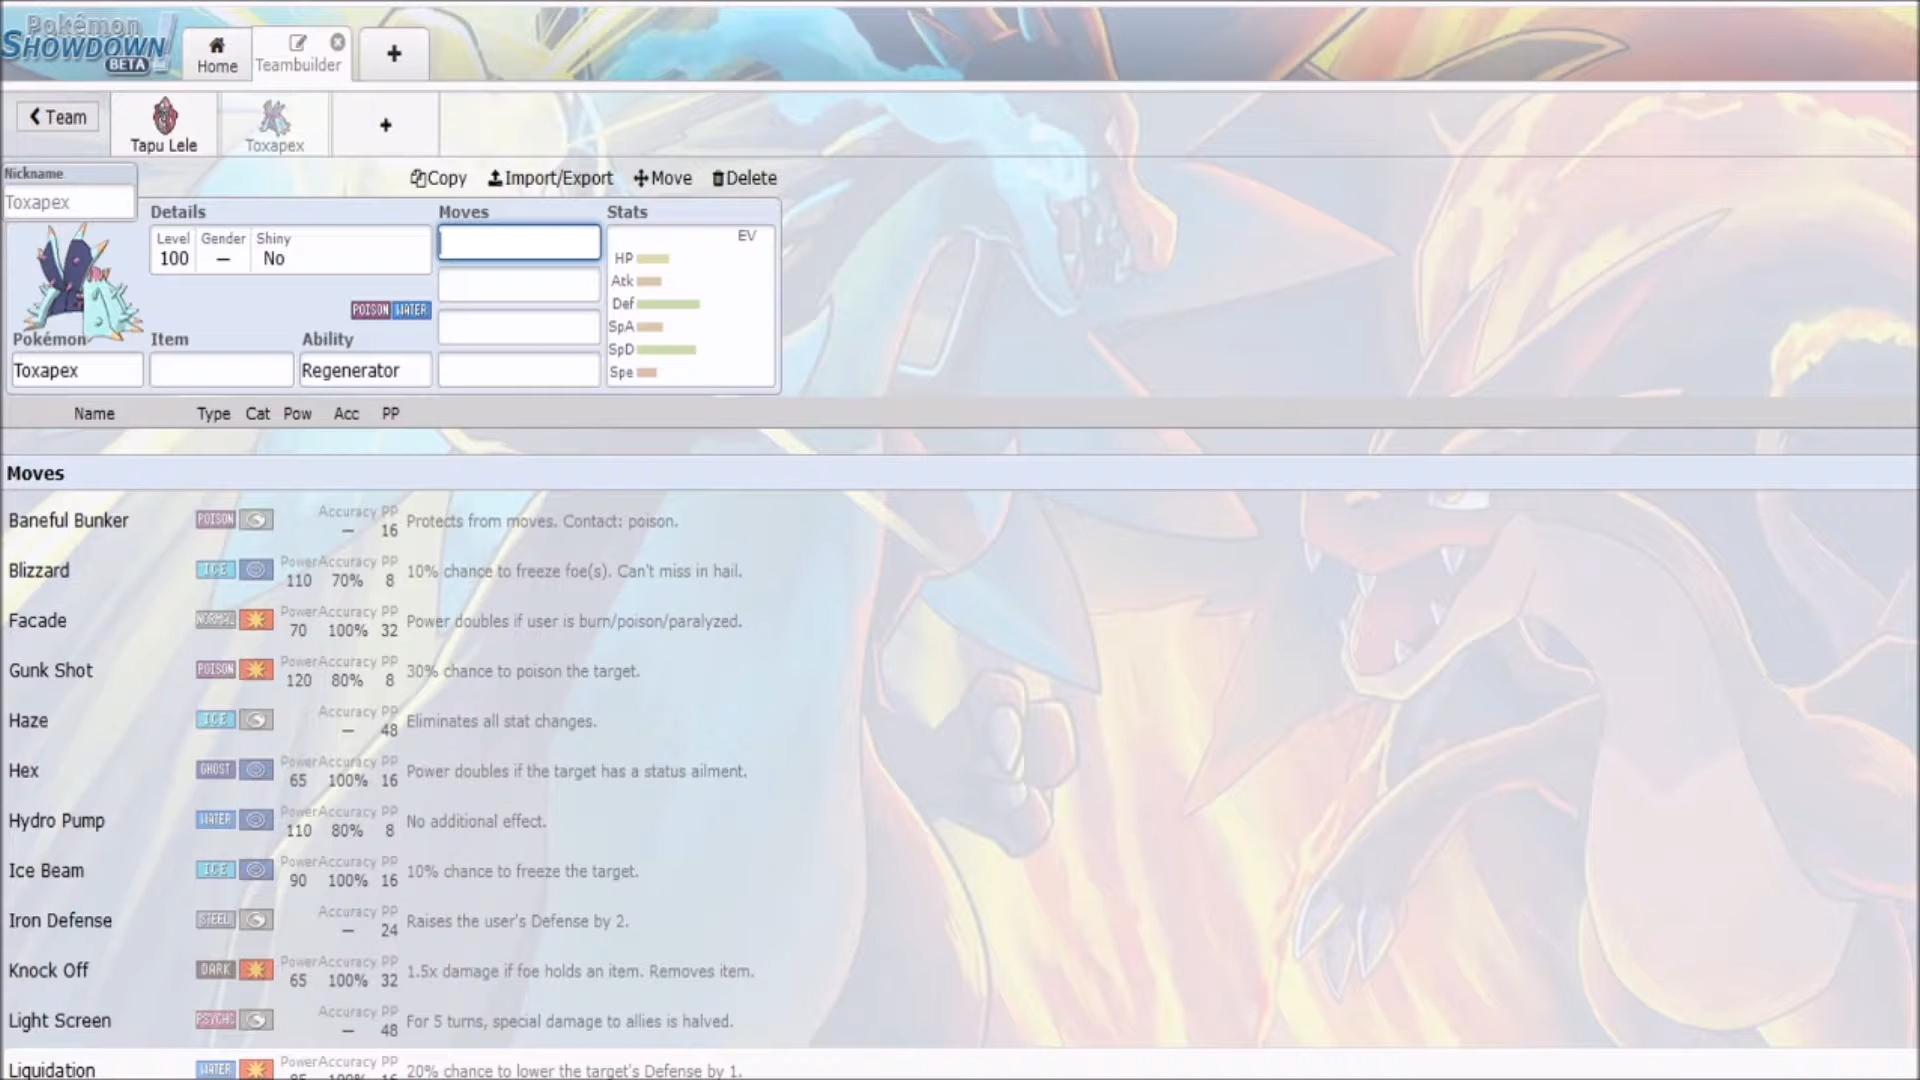 Pokémon
SHOWDOWN!
BETA
Home
Teambuilder
+
Team
Tapu Lele
Toxapex
+
Nickname
Toxapex
Copy Import/Export Move Delete
Details
Moves
Stats
Level Gender Shiny
100 — No
EV
HP
Atk
Def
SpA
SpD
Spe
POISON WATER
Pokémon Item Ability
Toxapex Regenerator
Name Type Cat Pow Acc PP
Moves
Baneful Bunker POISON Accuracy — PP 16 Protects from moves. Contact: poison.
Blizzard ICE Power 110 Accuracy 70% PP 8 10% chance to freeze foe(s). Can't miss in hail.
Facade NORMAL Power 70 Accuracy 100% PP 32 Power doubles if user is burn/poison/paralyzed.
Gunk Shot POISON Power 120 Accuracy 80% PP 8 30% chance to poison the target.
Haze ICE Accuracy — PP 48 Eliminates all stat changes.
Hex GHOST Power 65 Accuracy 100% PP 16 Power doubles if the target has a status ailment.
Hydro Pump WATER Power 110 Accuracy 80% PP 8 No additional effect.
Ice Beam ICE Power 90 Accuracy 100% PP 16 10% chance to freeze the target.
Iron Defense STEEL Accuracy — PP 24 Raises the user's Defense by 2.
Knock Off DARK Power 65 Accuracy 100% PP 32 1.5x damage if foe holds an item. Removes item.
Light Screen PSYCHC Accuracy — PP 48 For 5 turns, special damage to allies is halved.
Liquidation WATER Power 85 Accuracy 100% PP 16 20% chance to lower the target's Defense by 1.